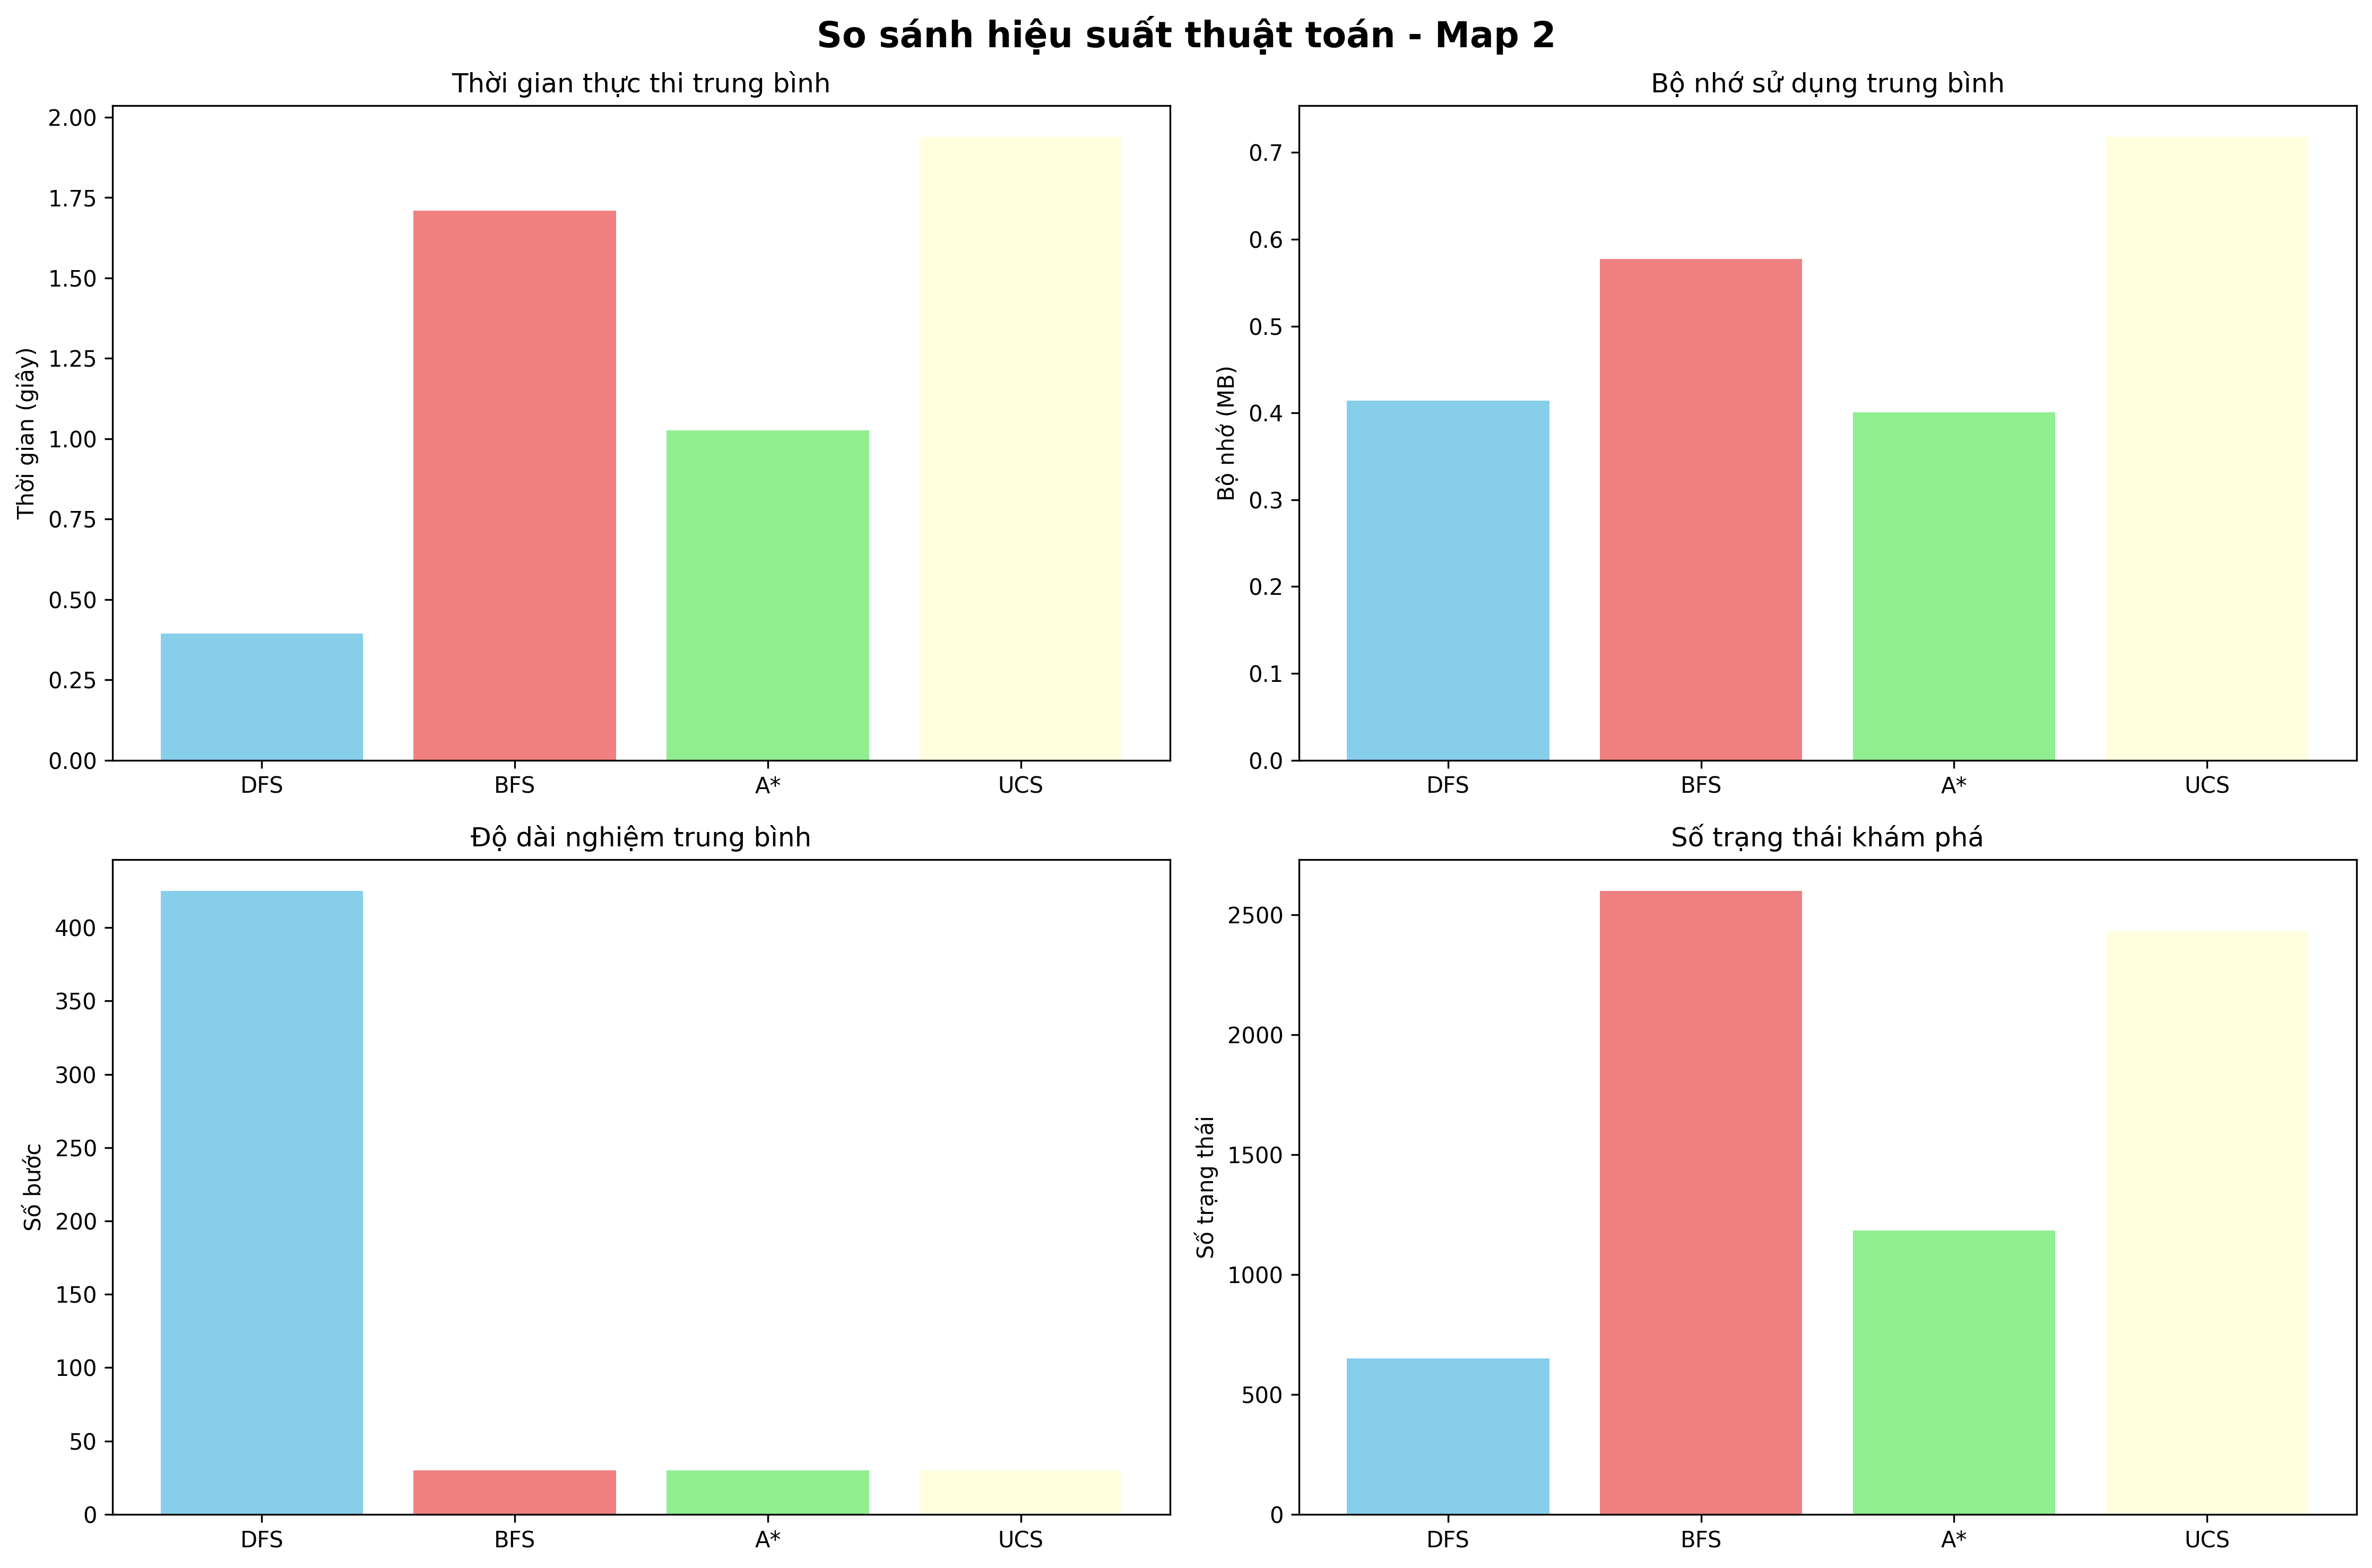 So sánh hiệu suất thuật toán - Map 2
Thời gian thực thi trung bình
Thời gian (giây)
2.00
1.75
1.50
1.25
1.00
0.75
0.50
0.25
0.00
DFS BFS A* UCS
Bộ nhớ sử dụng trung bình
Bộ nhớ (MB)
0.7
0.6
0.5
0.4
0.3
0.2
0.1
0.0
DFS BFS A* UCS
Độ dài nghiệm trung bình
Số bước
400
350
300
250
200
150
100
50
0
DFS BFS A* UCS
Số trạng thái khám phá
Số trạng thái
2500
2000
1500
1000
500
0
DFS BFS A* UCS